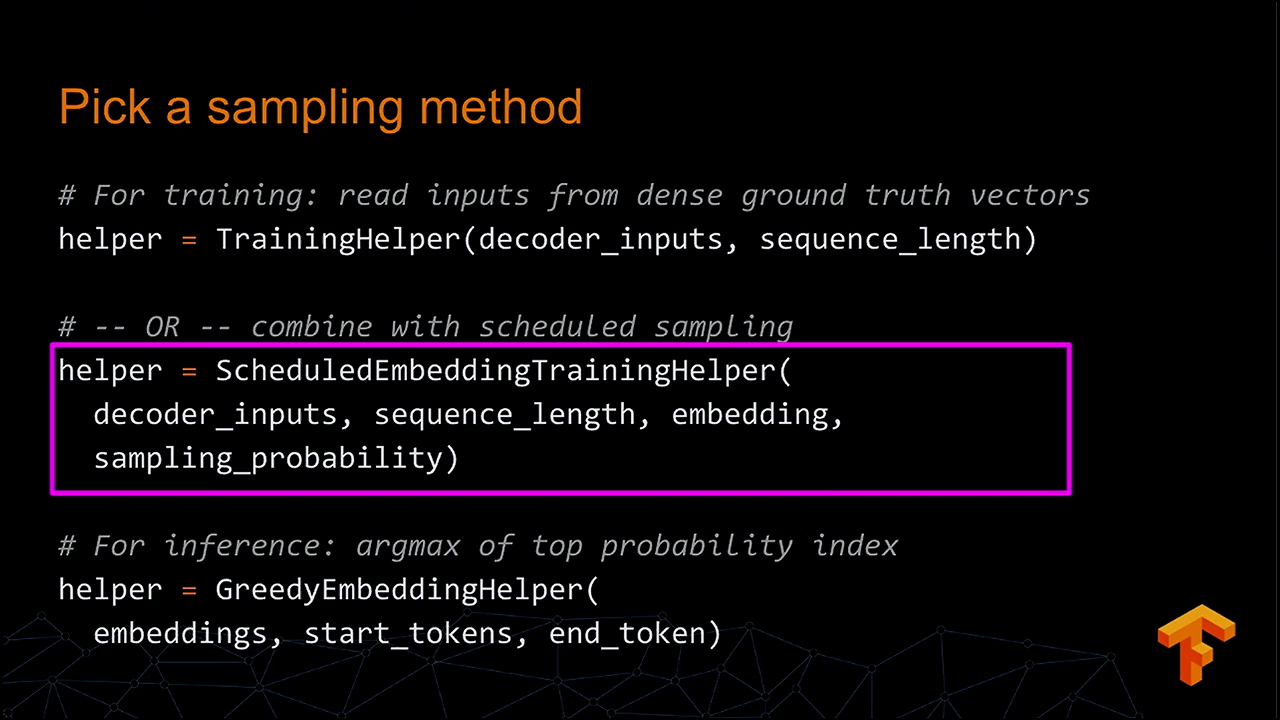 Pick a sampling method
# For training: read inputs from dense ground truth vectors
helper = TrainingHelper(decoder_inputs, sequence_length)
# -- OR -- combine with scheduled sampling
helper = ScheduledEmbeddingTrainingHelper(
decoder_inputs, sequence_length, embedding,
sampling_probability)
# For inference: argmax of top probability index
helper = GreedyEmbeddingHelper(
embeddings, start_tokens, end_token)